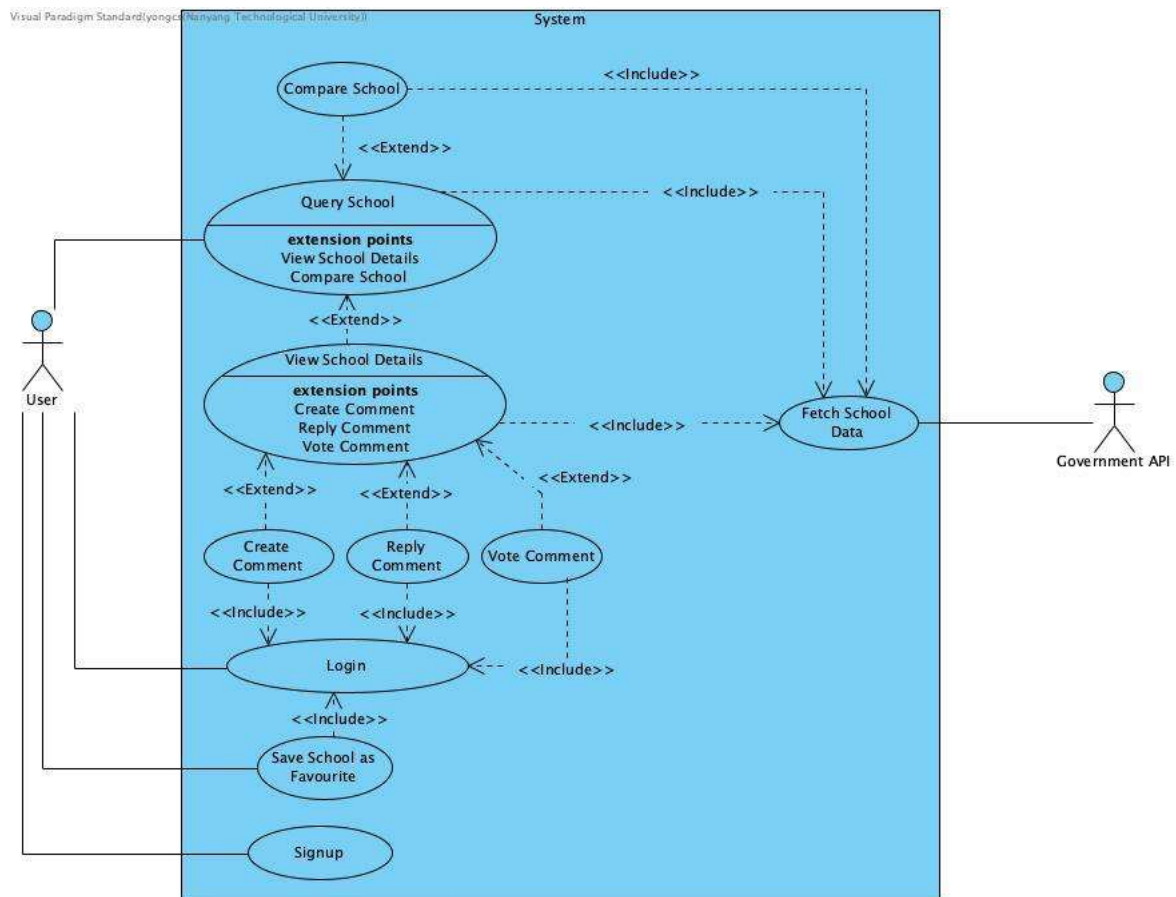 Visual Paradigm Standard(yongcs(Nanyang Technological University))
System
Compare School
<<Include>>
<<Extend>>
Query School
<<Include>>
extension points
View School Details
Compare School
<<Extend>>
View School Details
extension points
Create Comment
Reply Comment
Vote Comment
<<Include>>
Fetch School
Data
User
Government API
<<Extend>>
<<Extend>>
<<Extend>>
Create
Comment
Reply
Comment
Vote Comment
<<Include>>
<<Include>>
Login
<<Include>>
<<Include>>
Save School as
Favourite
Signup